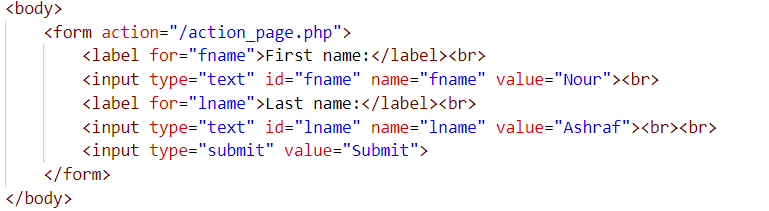 <body>
<form action="/action_page.php">
<label for="fname">First name:</label><br>
<input type="text" id="fname" name="fname" value="Nour"><br>
<label for="lname">Last name:</label><br>
<input type="text" id="lname" name="lname" value="Ashraf"><br><br>
<input type="submit" value="Submit">
</form>
</body>